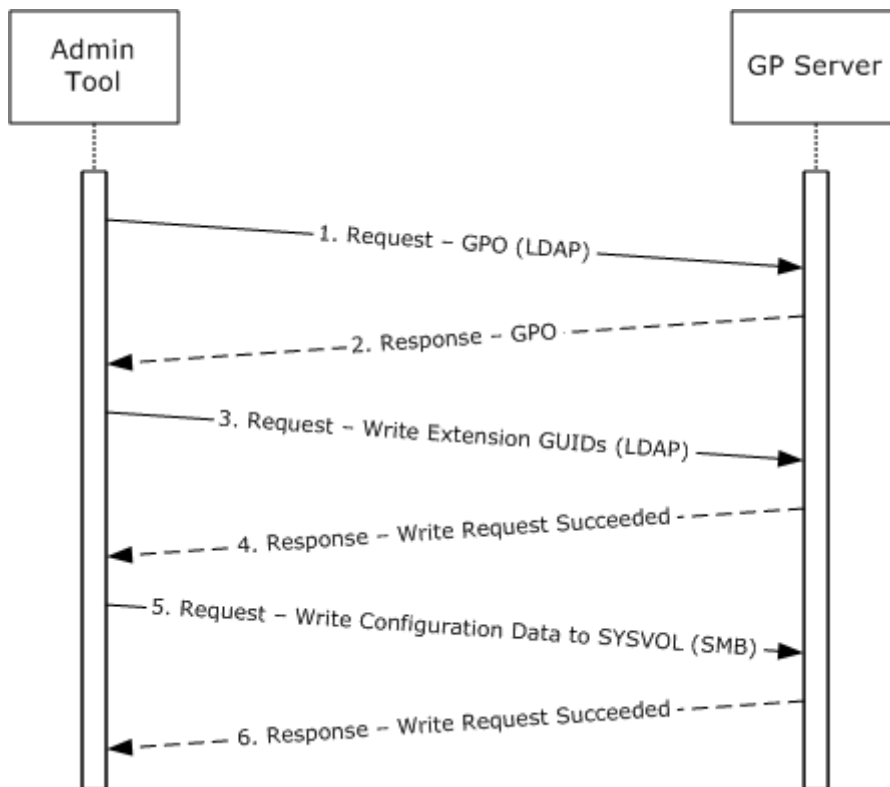 Admin
Tool
GP Server
1. Request – GPO (LDAP)
2. Response – GPO
3. Request – Write Extension GUIDs (LDAP)
4. Response – Write Request Succeeded
5. Request – Write Configuration Data to SYSVOL (SMB)
6. Response – Write Request Succeeded